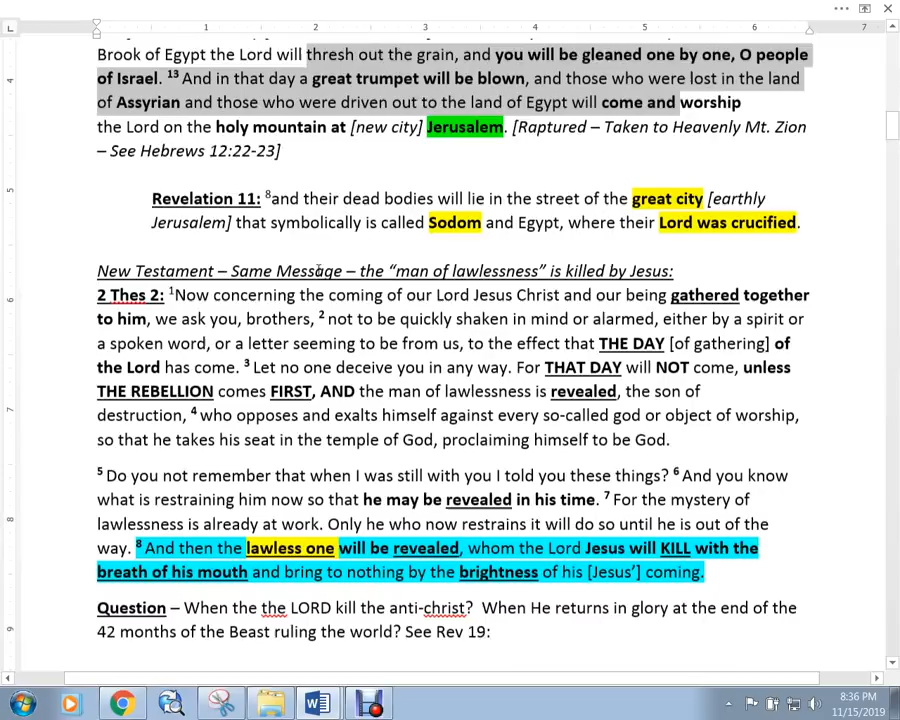 1 2 3 4 5 6 7
Brook of Egypt the Lord will thresh out the grain, and you will be gleaned one by one, O people
of Israel. 13 And in that day a great trumpet will be blown, and those who were lost in the land
of Assyrian and those who were driven out to the land of Egypt will come and worship
the Lord on the holy mountain at [new city] Jerusalem. [Raptured – Taken to Heavenly Mt. Zion
– See Hebrews 12:22-23]
Revelation 11: 8and their dead bodies will lie in the street of the great city [earthly
Jerusalem] that symbolically is called Sodom and Egypt, where their Lord was crucified.
New Testament – Same Message – the “man of lawlessness” is killed by Jesus:
2 Thes 2: 1Now concerning the coming of our Lord Jesus Christ and our being gathered together
to him, we ask you, brothers, 2 not to be quickly shaken in mind or alarmed, either by a spirit or
a spoken word, or a letter seeming to be from us, to the effect that THE DAY [of gathering] of
the Lord has come. 3 Let no one deceive you in any way. For THAT DAY will NOT come, unless
THE REBELLION comes FIRST, AND the man of lawlessness is revealed, the son of
destruction, 4 who opposes and exalts himself against every so-called god or object of worship,
so that he takes his seat in the temple of God, proclaiming himself to be God.
5 Do you not remember that when I was still with you I told you these things? 6 And you know
what is restraining him now so that he may be revealed in his time. 7 For the mystery of
lawlessness is already at work. Only he who now restrains it will do so until he is out of the
way. 8 And then the lawless one will be revealed, whom the Lord Jesus will KILL with the
breath of his mouth and bring to nothing by the brightness of his [Jesus’] coming.
Question – When the the LORD kill the anti-christ? When He returns in glory at the end of the
42 months of the Beast ruling the world? See Rev 19:
4
5
6
7
8
9
8:36 PM
11/15/2019